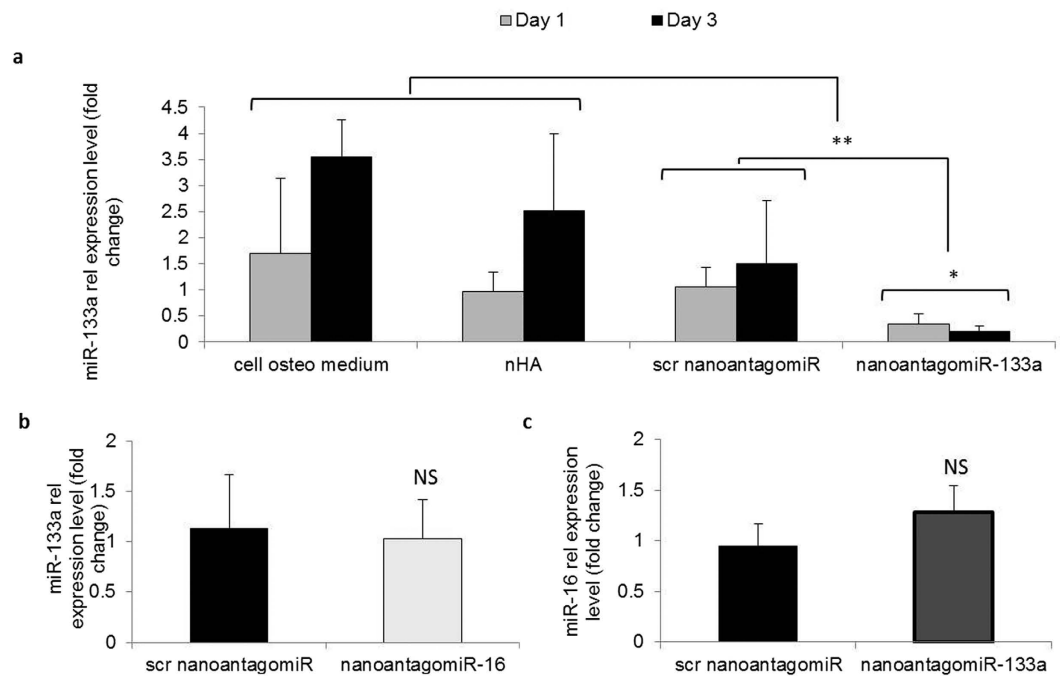 Day 1 Day 3
a
miR-133a rel expression level (fold
change)
4.5
4
3.5
3
2.5
2
1.5
1
0.5
0
**
*
cell osteo medium nHA scr nanoantagomiR nanoantagomiR-133a
b
miR-133a rel
expression level (fold
change)
2
1.5
1
0.5
0
NS
scr nanoantagomiR nanoantagomiR-16
c
miR-16 rel expression
level (fold change)
2
1.5
1
0.5
0
NS
scr nanoantagomiR nanoantagomiR-133a